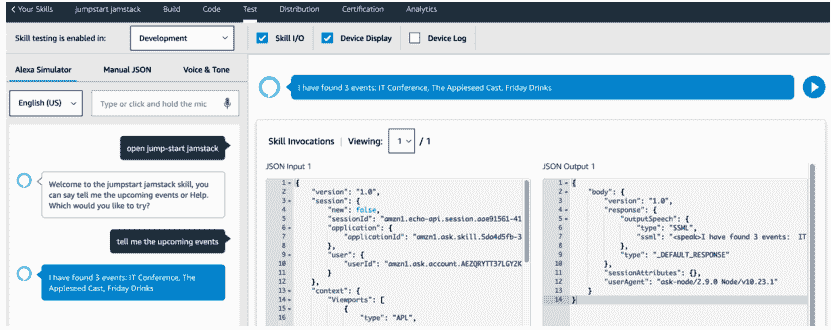 Your Skills jumpstart jamstack Build Code Test Distribution Certification Analytics
Skill testing is enabled in: Development Skill I/O Device Display Device Log
Alexa Simulator Manual JSON Voice & Tone
English (US) Type or click and hold the mic
open jump-start jamstack
Welcome to the jumpstart jamstack skill, you
can say tell me the upcoming events or Help.
Which would you like to try?
tell me the upcoming events
I have found 3 events: IT Conference, The
Appleseed Cast, Friday Drinks
I have found 3 events: IT Conference, The Appleseed Cast, Friday Drinks
Skill Invocations | Viewing: 1 / 1
JSON Input 1
1 {
2 "version": "1.0",
3 "session": {
4 "new": false,
5 "sessionId": "amzn1.echo-api.session.aae91561-41
6 "application": {
7 "applicationId": "amzn1.ask.skill.5da4d5fb-3
8 },
9 "user": {
10 "userId": "amzn1.ask.account.AEZQRYTT37LGYZK
11 }
12 },
13 "context": {
14 "Viewports": [
15 {
16 "type": "APL",
JSON Output 1
1 {
2 "body": {
3 "version": "1.0",
4 "response": {
5 "outputSpeech": {
6 "type": "SSML",
7 "ssml": "<speak>I have found 3 events: IT
8 },
9 "type": "_DEFAULT_RESPONSE"
10 },
11 "sessionAttributes": {},
12 "userAgent": "ask-node/2.9.0 Node/v10.23.1"
13 }
14 }